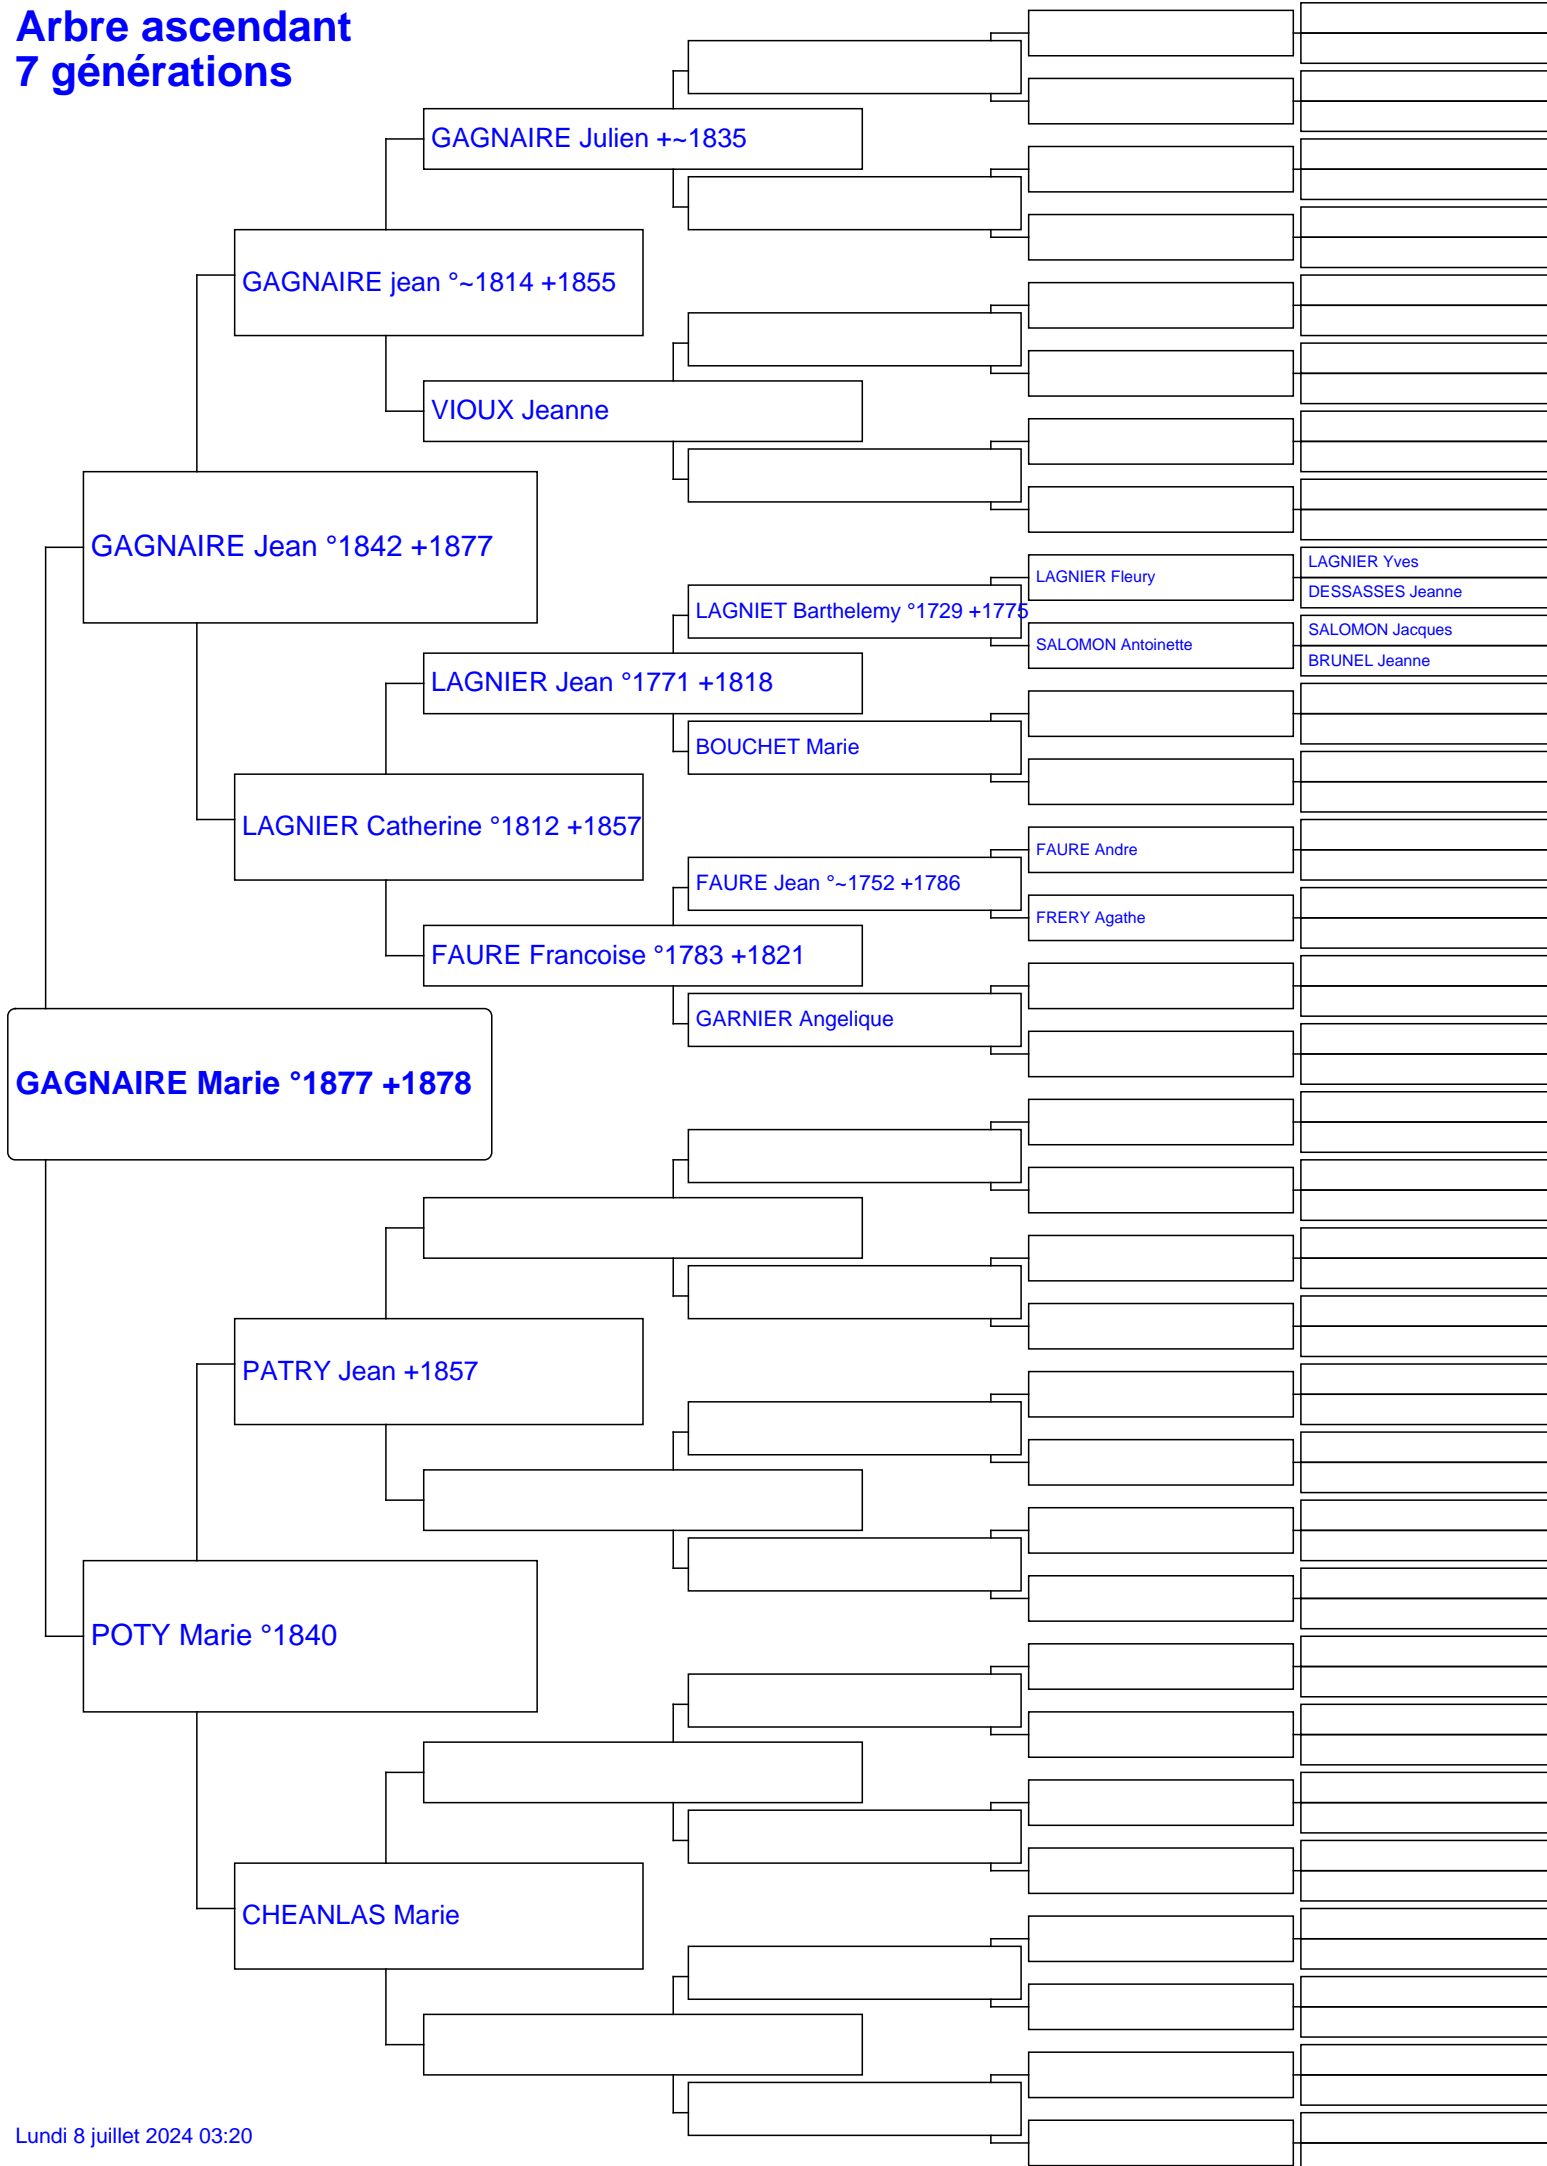 Arbre ascendant
7 générations
GAGNAIRE Julien +~1835
GAGNAIRE jean °~1814 +1855
VIOUX Jeanne
GAGNAIRE Jean °1842 +1877
LAGNIER Yves
LAGNIER Fleury
DESSASSES Jeanne
LAGNIET Barthelemy °1729 +1775
SALOMON Jacques
SALOMON Antoinette
BRUNEL Jeanne
LAGNIER Jean °1771 +1818
BOUCHET Marie
LAGNIER Catherine °1812 +1857
FAURE Andre
FAURE Jean °~1752 +1786
FRERY Agathe
FAURE Francoise °1783 +1821
GARNIER Angelique
GAGNAIRE Marie °1877 +1878
PATRY Jean +1857
POTY Marie °1840
CHEANLAS Marie
Lundi 8 juillet 2024 03:20